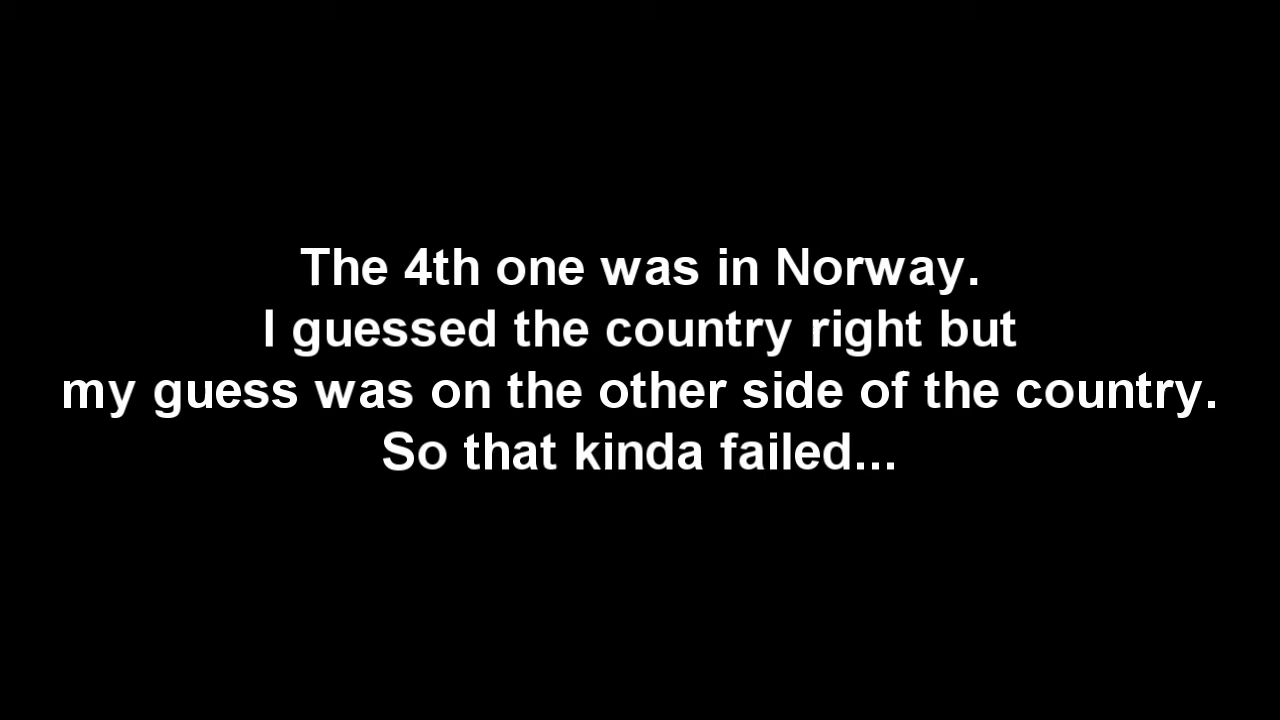 The 4th one was in Norway.
I guessed the country right but
my guess was on the other side of the country.
So that kinda failed...